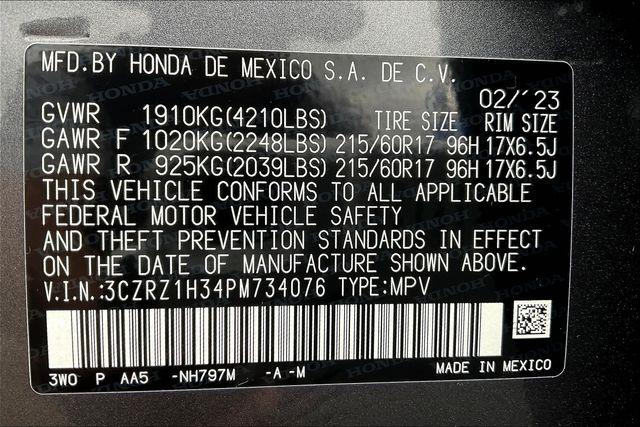 MFD.BY HONDA DE MEXICO S.A. DE C.V.
02/'23
GVWR 1910KG(4210LBS) TIRE SIZE RIM SIZE
GAWR F 1020KG(2248LBS) 215/60R17 96H 17X6.5J
GAWR R 925KG(2039LBS) 215/60R17 96H 17X6.5J
THIS VEHICLE CONFORMS TO ALL APPLICABLE
FEDERAL MOTOR VEHICLE SAFETY
AND THEFT PREVENTION STANDARDS IN EFFECT
ON THE DATE OF MANUFACTURE SHOWN ABOVE.
V.I.N.:3CZRZ1H34PM734076 TYPE:MPV
3W0 P AA5 -NH797M -A -M MADE IN MEXICO